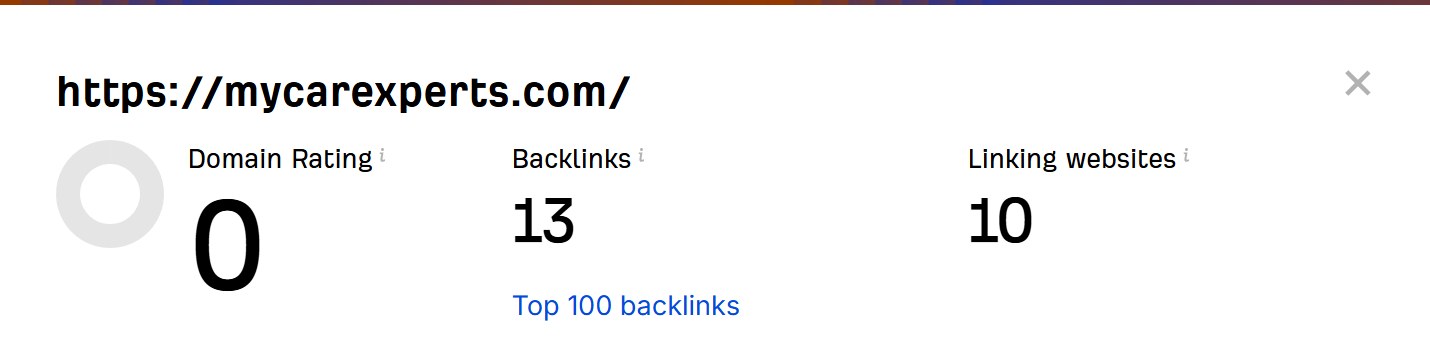 https://mycarexperts.com/
Domain Rating i
Backlinks i
Linking websites i
0
13
10
Top 100 backlinks